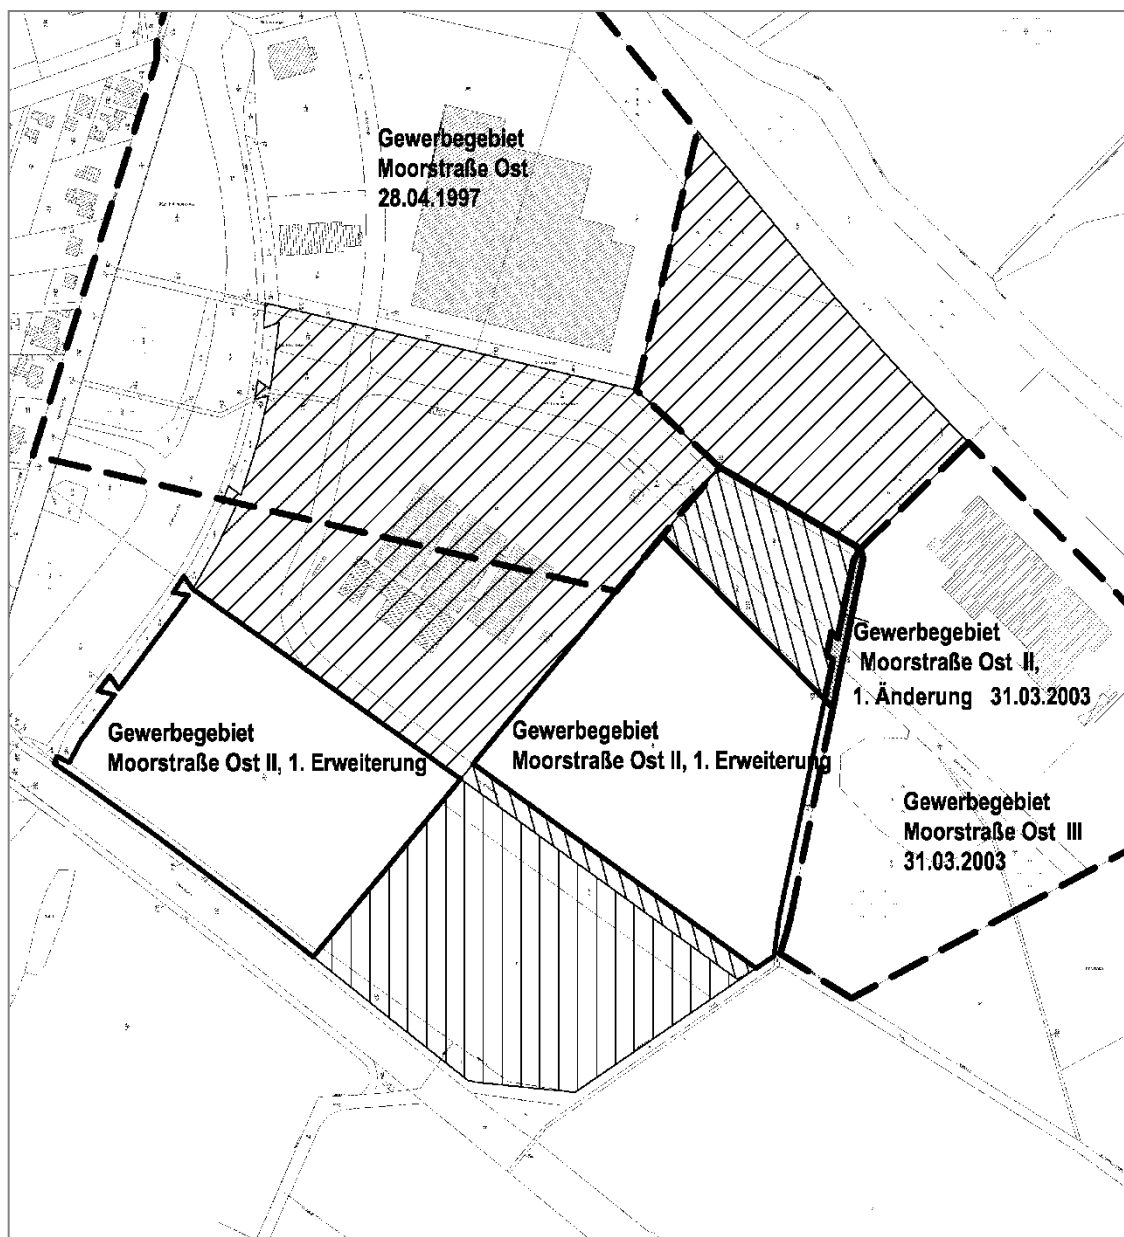 Gewerbegebiet
Moorstraße Ost
28.04.1997
Gewerbegebiet
Moorstraße Ost II,
1. Änderung 31.03.2003
Gewerbegebiet
Moorstraße Ost II, 1. Erweiterung
Gewerbegebiet
Moorstraße Ost II, 1. Erweiterung
Gewerbegebiet
Moorstraße Ost III
31.03.2003